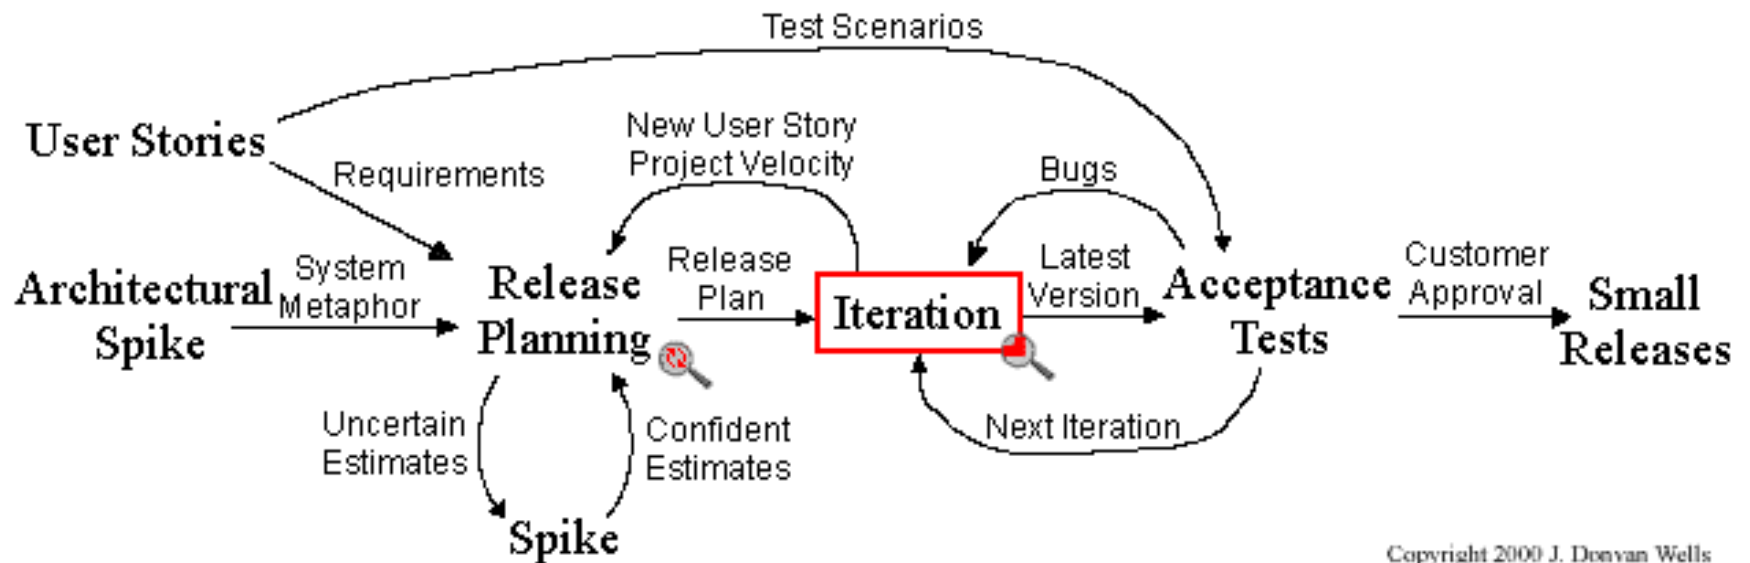 Test Scenarios
User Stories
New User Story
Project Velocity
Bugs
Requirements
Architectural
Spike
System
Metaphor
Release
Planning
Release
Plan
Iteration
Latest
Version
Acceptance
Tests
Customer
Approval
Small
Releases
Uncertain
Estimates
Confident
Estimates
Next Iteration
Spike
Copyright 2000 J. Donvan Wells